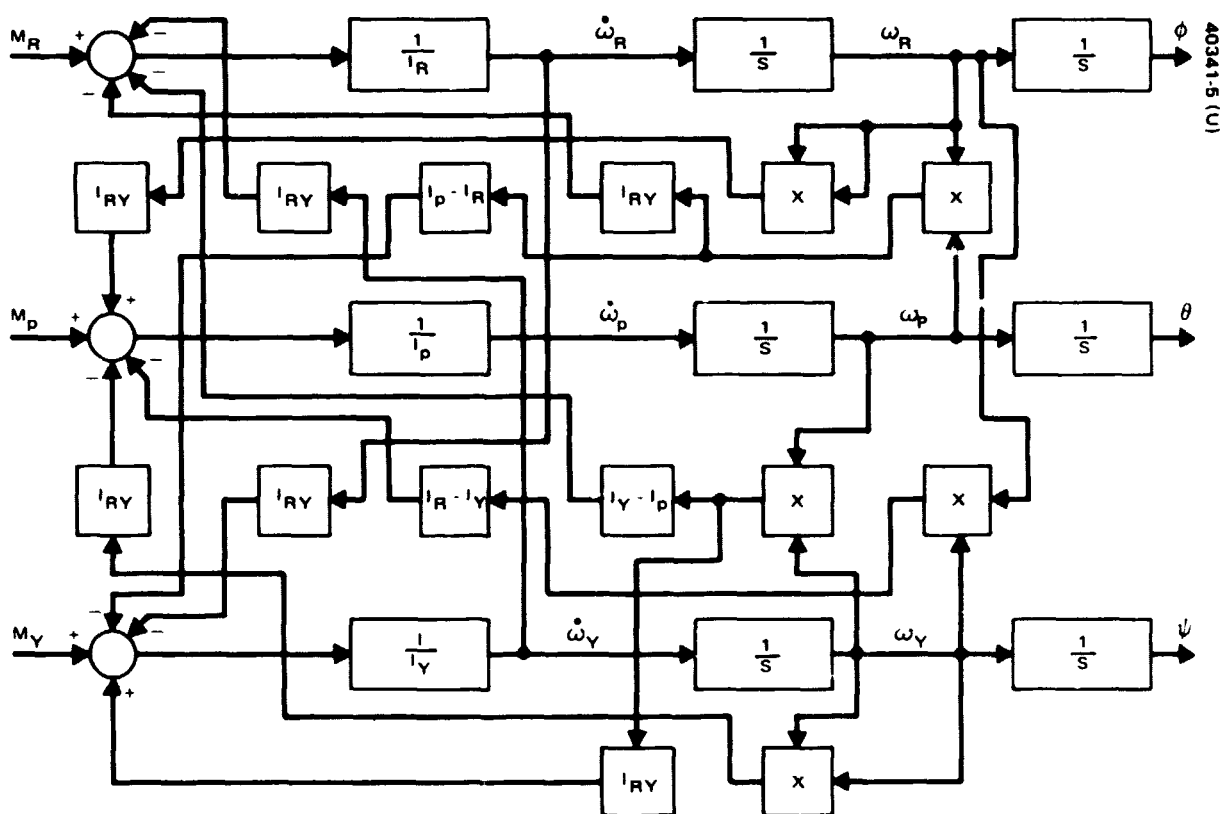 M_R + − − −
1/I_R
ω̇_R
1/S
ω_R
1/S
ϕ
40341-5 (U)
I_RY
I_RY
I_p - I_R
I_RY
X
X
M_p + + − −
1/I_p
ω̇_p
1/S
ω_p
1/S
θ
I_RY
I_RY
I_R - I_Y
I_Y - I_p
X
X
M_Y + − − +
1/I_Y
ω̇_Y
1/S
ω_Y
1/S
ψ
I_RY
X